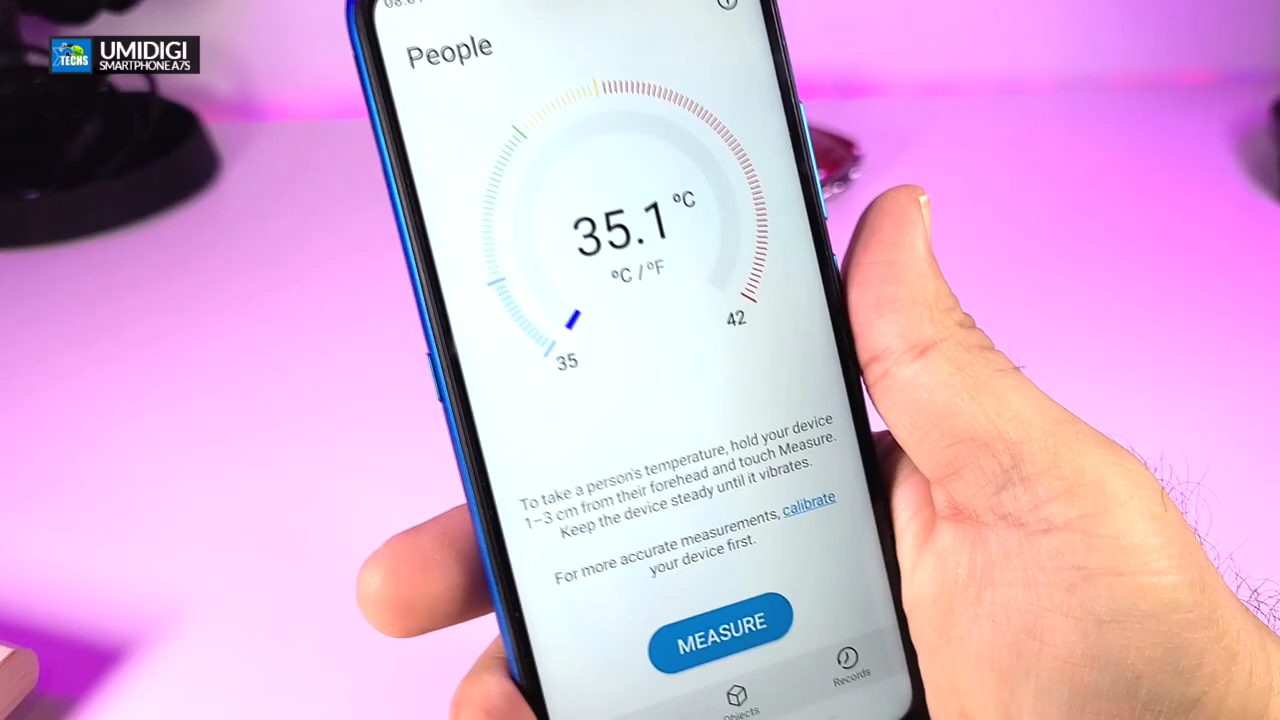 TECHS
UMIDIGI
SMARTPHONE A7S
People
35.1 °C
°C / °F
35
42
To take a person's temperature, hold your device
1–3 cm from their forehead and touch Measure.
Keep the device steady until it vibrates.
For more accurate measurements, calibrate
your device first.
MEASURE
Objects
Records